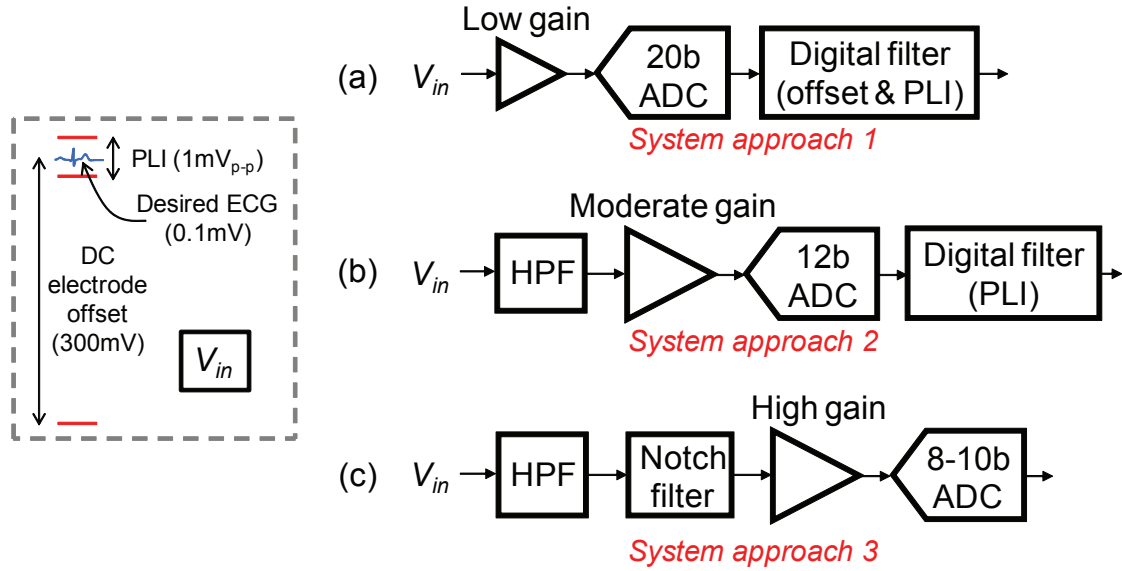 PLI (1mVp-p)
Desired ECG
(0.1mV)
DC
electrode
offset
(300mV)
Vin
Low gain
(a)
Vin
20b
ADC
Digital filter
(offset & PLI)
System approach 1
Moderate gain
(b)
Vin
HPF
12b
ADC
Digital filter
(PLI)
System approach 2
High gain
(c)
Vin
HPF
Notch
filter
8-10b
ADC
System approach 3